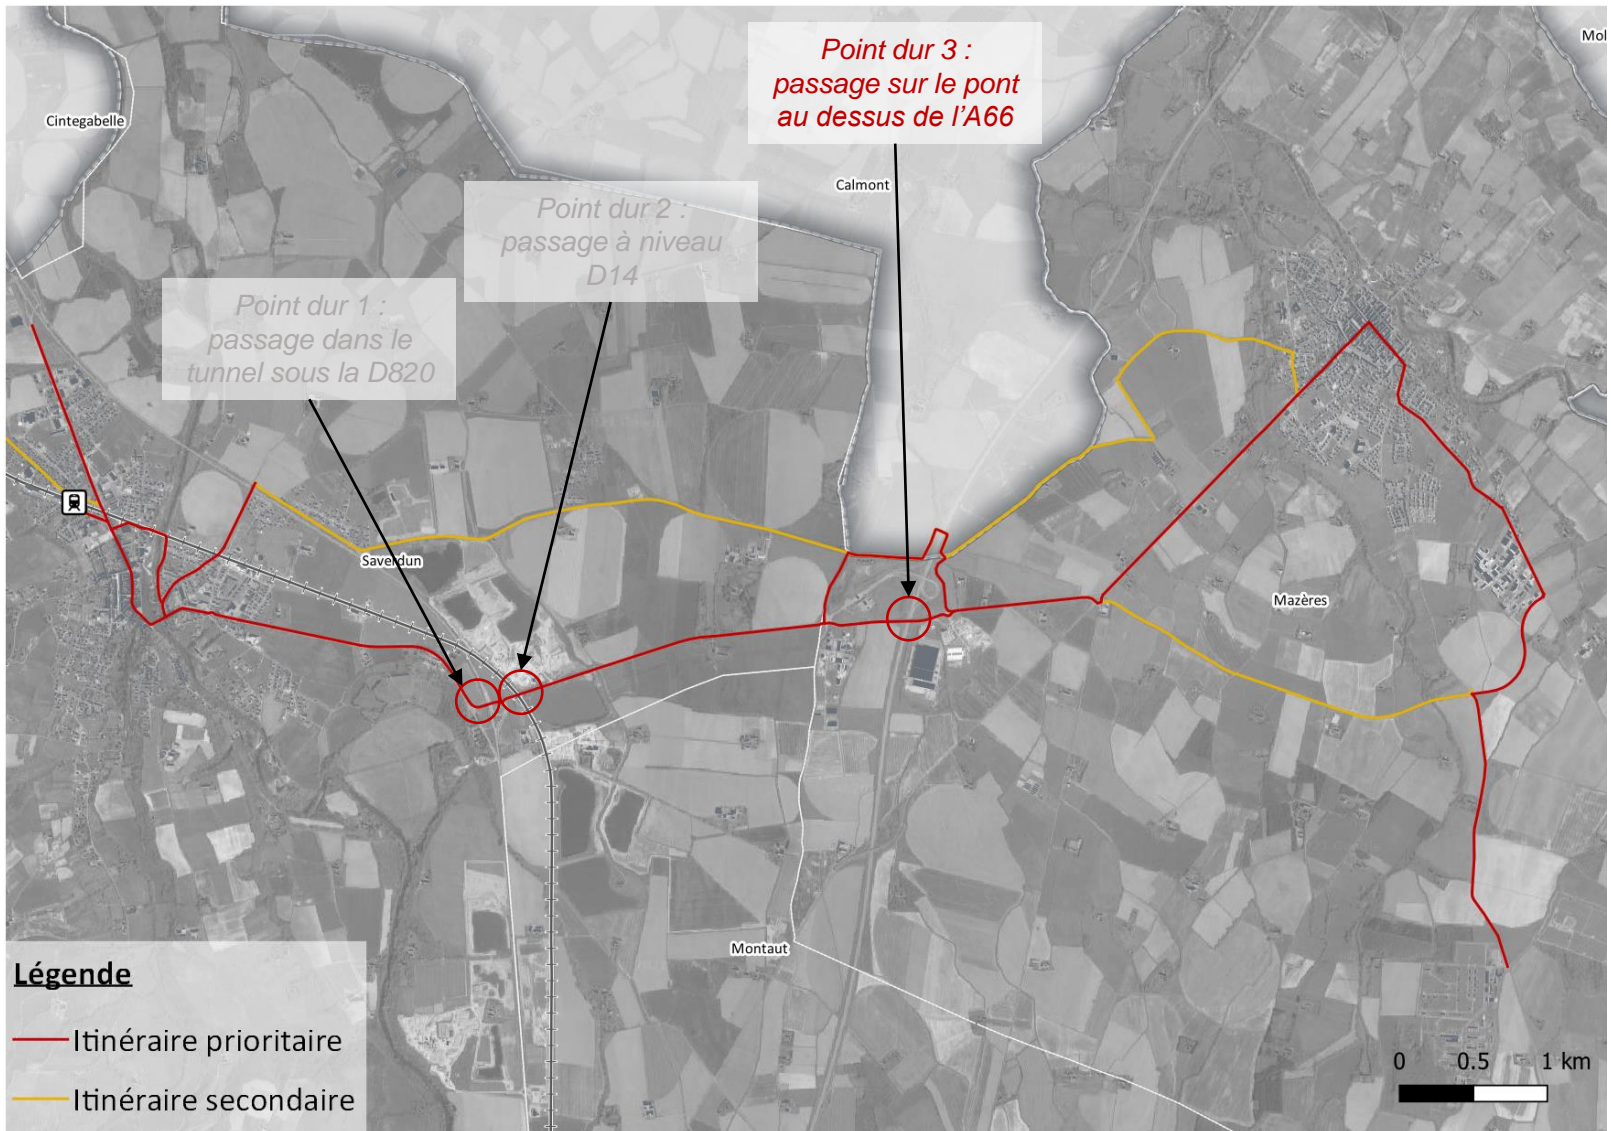 Point dur 3 :
passage sur le pont
au dessus de l'A66
Mol
Cintegabelle
Calmont
Point dur 2 :
passage à niveau
D14
Point dur 1 :
passage dans le
tunnel sous la D820
Saverdun
Mazères
Montaut
Légende
Itinéraire prioritaire
Itinéraire secondaire
0 0.5 1 km